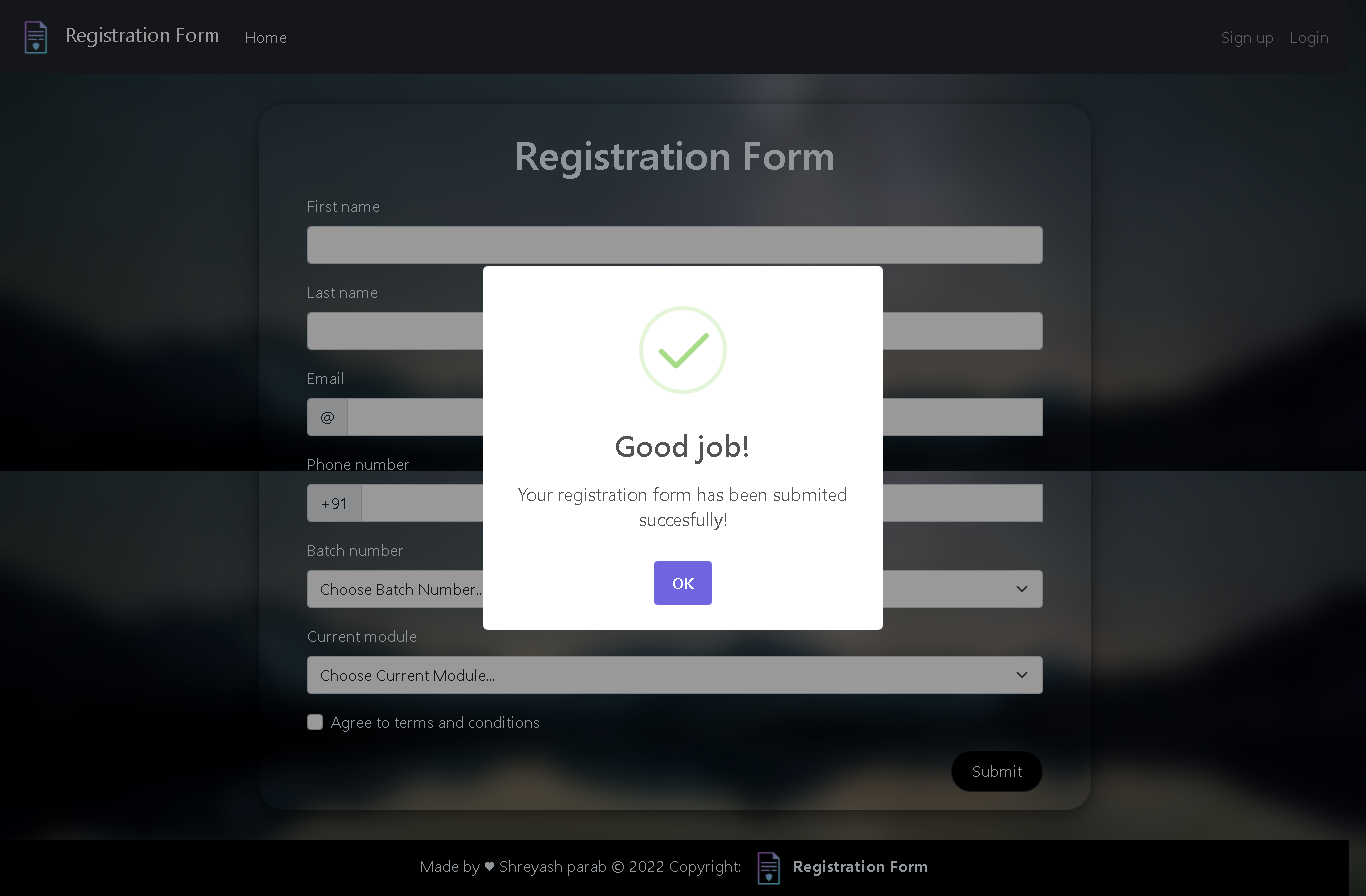 Registration Form
Home
Sign up
Login
Registration Form
First name
Last name
Email
@
Phone number
+91
Batch number
Choose Batch Number..
Current module
Choose Current Module...
Agree to terms and conditions
Submit
Good job!
Your registration form has been submited
succesfully!
OK
Made by ♥ Shreyash parab © 2022 Copyright: Registration Form